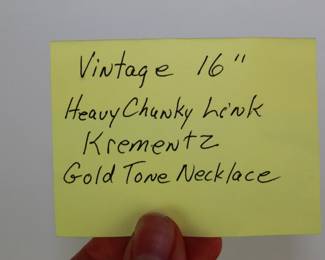 Vintage 16"
Heavy Chunky Link
Krementz
Gold Tone Necklace